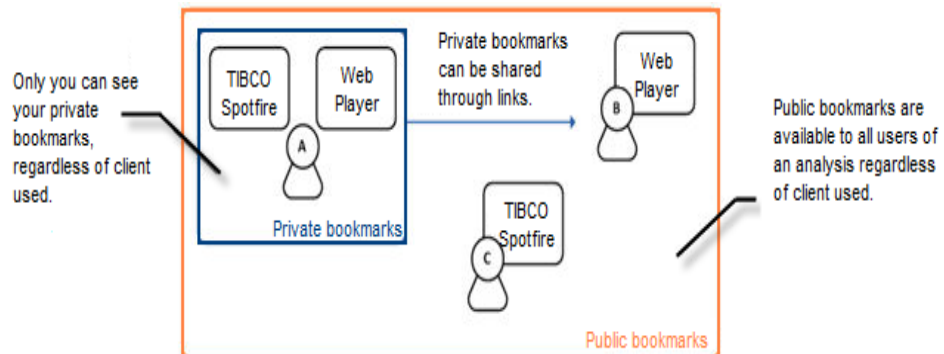 Only you can see
your private
bookmarks,
regardless of client
used.
TIBCO
Spotfire
Web
Player
A
Private bookmarks
Private bookmarks
can be shared
through links.
Web
Player
B
TIBCO
Spotfire
C
Public bookmarks
Public bookmarks are
available to all users of
an analysis regardless
of client used.